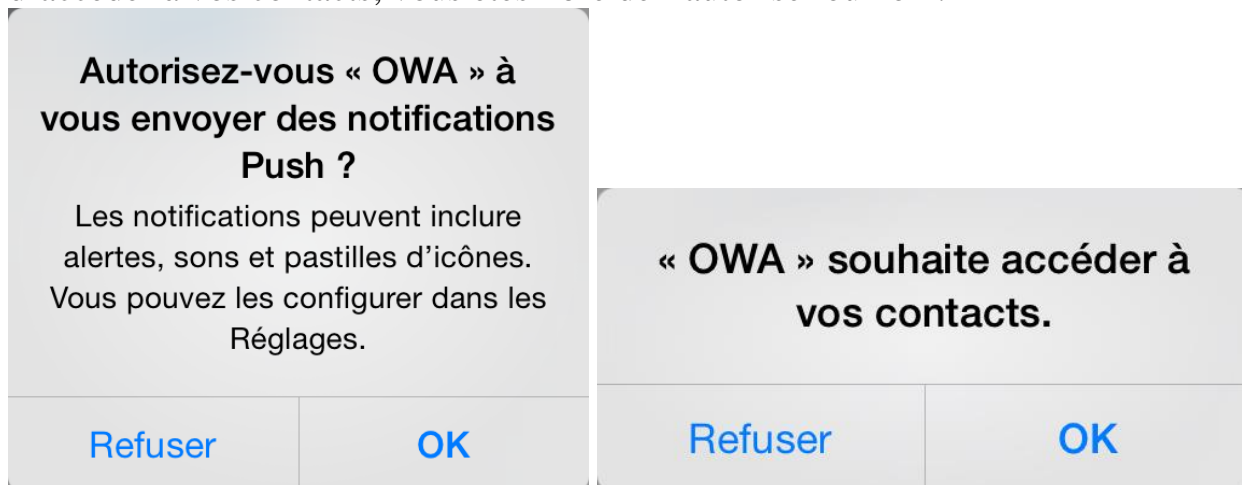 Autorisez-vous « OWA » à
vous envoyer des notifications
Push ?
Les notifications peuvent inclure
alertes, sons et pastilles d’icônes.
Vous pouvez les configurer dans les
Réglages.
Refuser
OK
« OWA » souhaite accéder à
vos contacts.
Refuser
OK